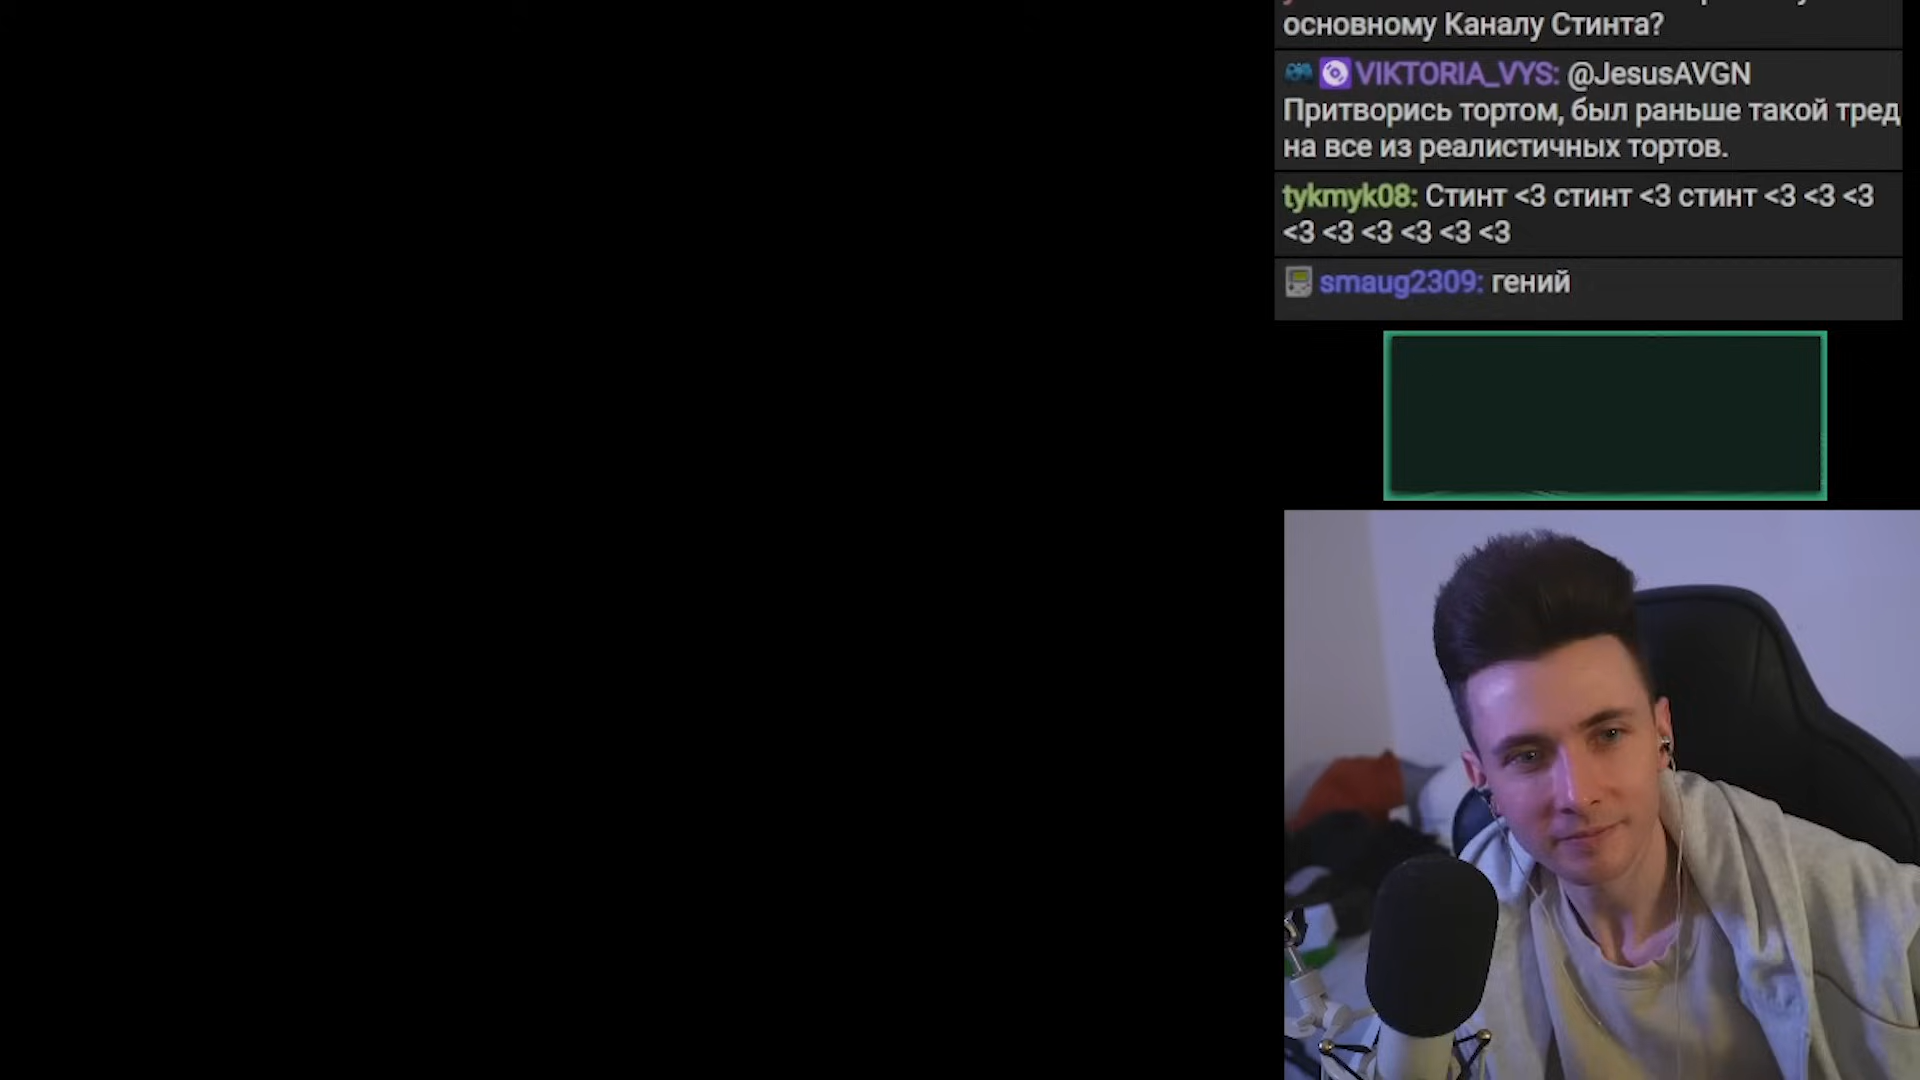 основному Каналу Стинта?
VIKTORIA_VYS: @JesusAVGN
Притворись тортом, был раньше такой тред
на все из реалистичных тортов.
tykmyk08: Стинт <3 стинт <3 стинт <3 <3 <3
<3 <3 <3 <3 <3 <3
smaug2309: гений